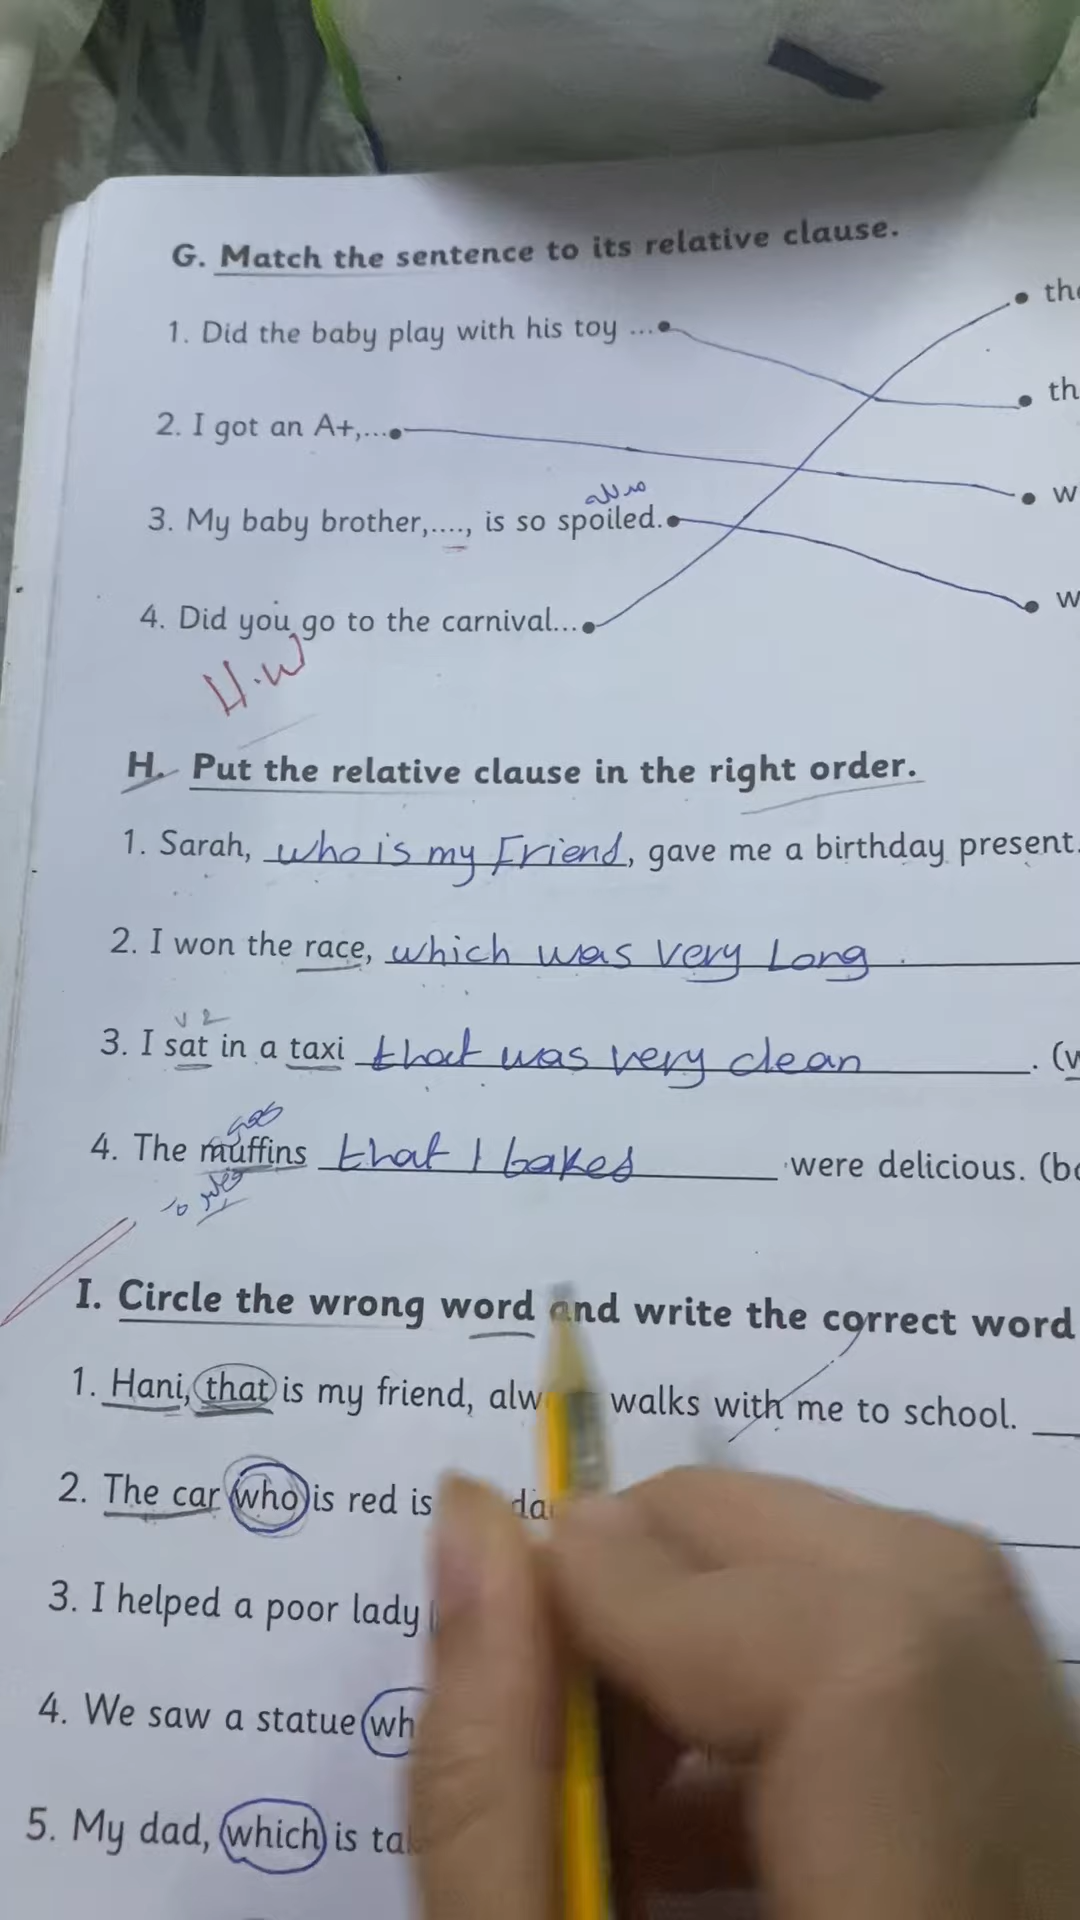 G. Match the sentence to its relative clause.
1. Did the baby play with his toy ...
2. I got an A+,...
مدلله
3. My baby brother,...., is so spoiled.
4. Did you go to the carnival...
H.W
H. Put the relative clause in the right order.
1. Sarah, who is my Friend, gave me a birthday present.
2. I won the race, which was very Long .
v 2
3. I sat in a taxi that was very clean .
4. The muffins that I bakes were delicious.
I. Circle the wrong word and write the correct word
1. Hani, that is my friend, walks with me to school.
2. The car who is red is
3. I helped a poor lady
4. We saw a statue
5. My dad, which is